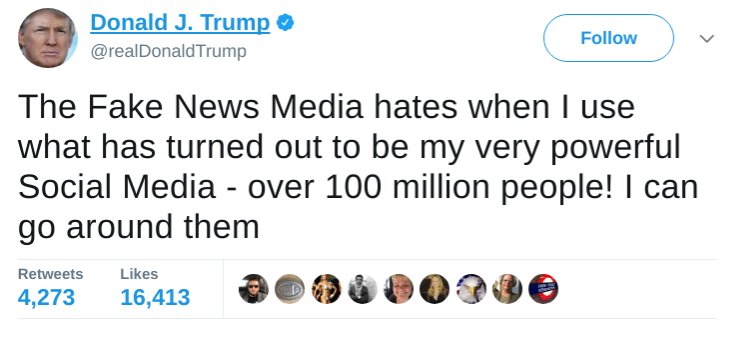 Donald J. Trump
@realDonaldTrump
Follow
The Fake News Media hates when I use
what has turned out to be my very powerful
Social Media - over 100 million people! I can
go around them
Retweets Likes
4,273 16,413